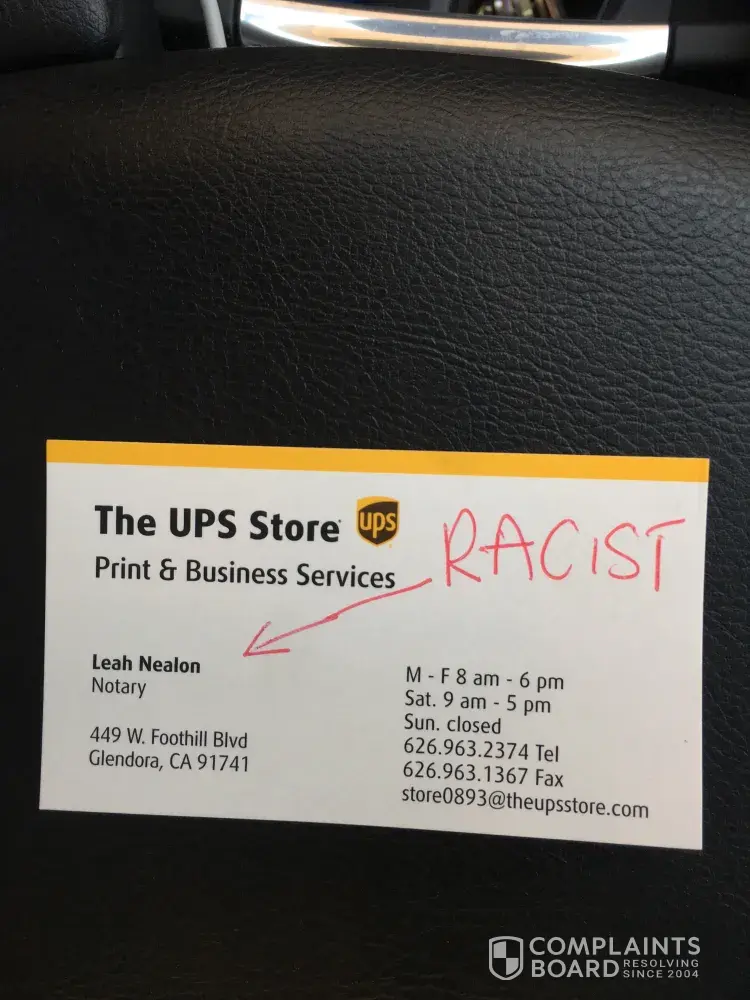 The UPS Store
ups
RACIST
Print & Business Services
Leah Nealon
Notary
449 W. Foothill Blvd
Glendora, CA 91741
M - F 8 am - 6 pm
Sat. 9 am - 5 pm
Sun. closed
626.963.2374 Tel
626.963.1367 Fax
store0893@theupsstore.com
COMPLAINTS
BOARD RESOLVING
SINCE 2004